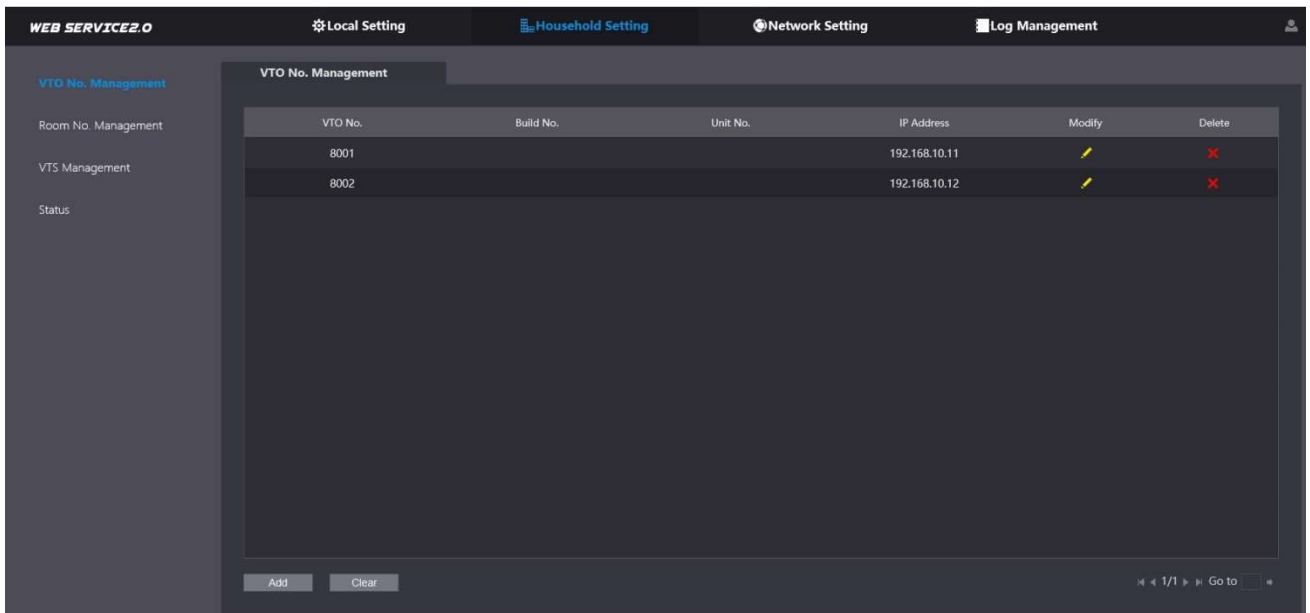 WEB SERVICE2.0 Local Setting Household Setting Network Setting Log Management
VTO No. Management
Room No. Management
VTS Management
Status
VTO No. Management
VTO No. Build No. Unit No. IP Address Modify Delete
8001 192.168.10.11
8002 192.168.10.12
Add Clear 1/1 Go to